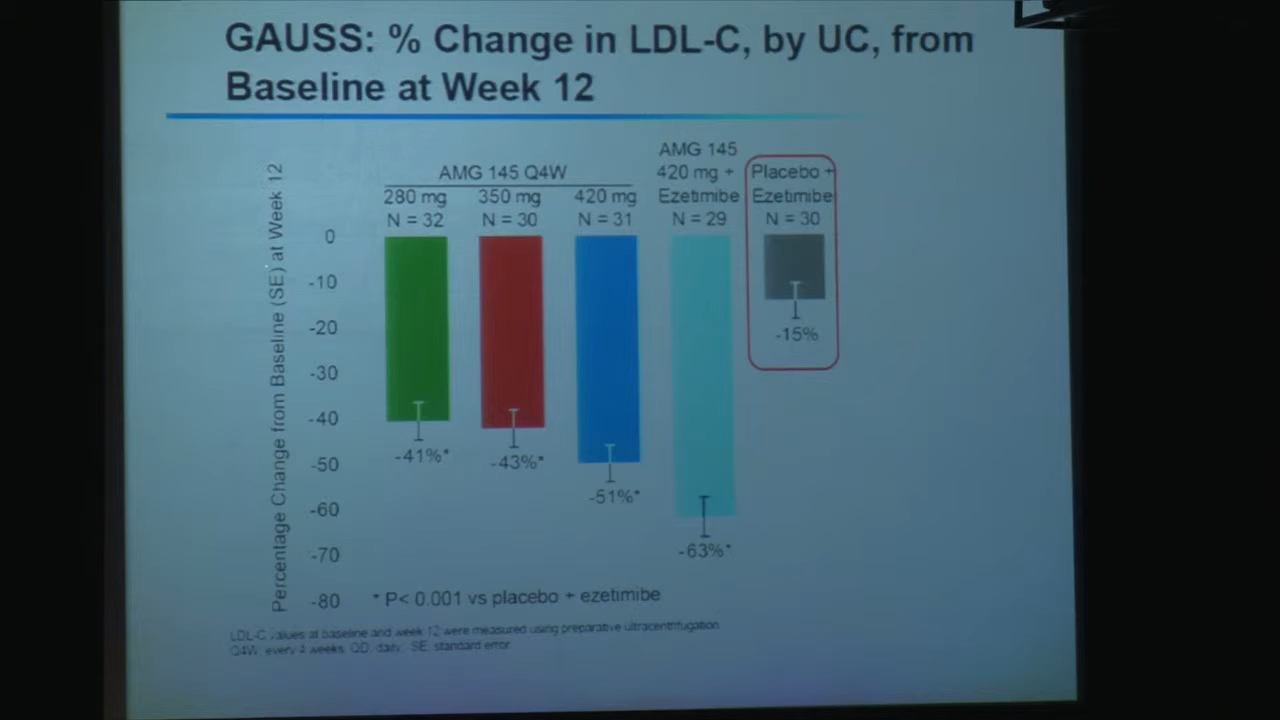 GAUSS: % Change in LDL-C, by UC, from
Baseline at Week 12
Percentage Change from Baseline (SE) at Week 12
AMG 145 Q4W
280 mg
N = 32
350 mg
N = 30
420 mg
N = 31
AMG 145
420 mg +
Ezetimibe
N = 29
Placebo +
Ezetimibe
N = 30
0
-10
-20
-30
-40
-50
-60
-70
-80
-41%*
-43%*
-51%*
-63%*
-15%
* P< 0.001 vs placebo + ezetimibe
LDL-C values at baseline and week 12 were measured using preparative ultracentrifugation
Q4W: every 4 weeks; QD: daily; SE: standard error